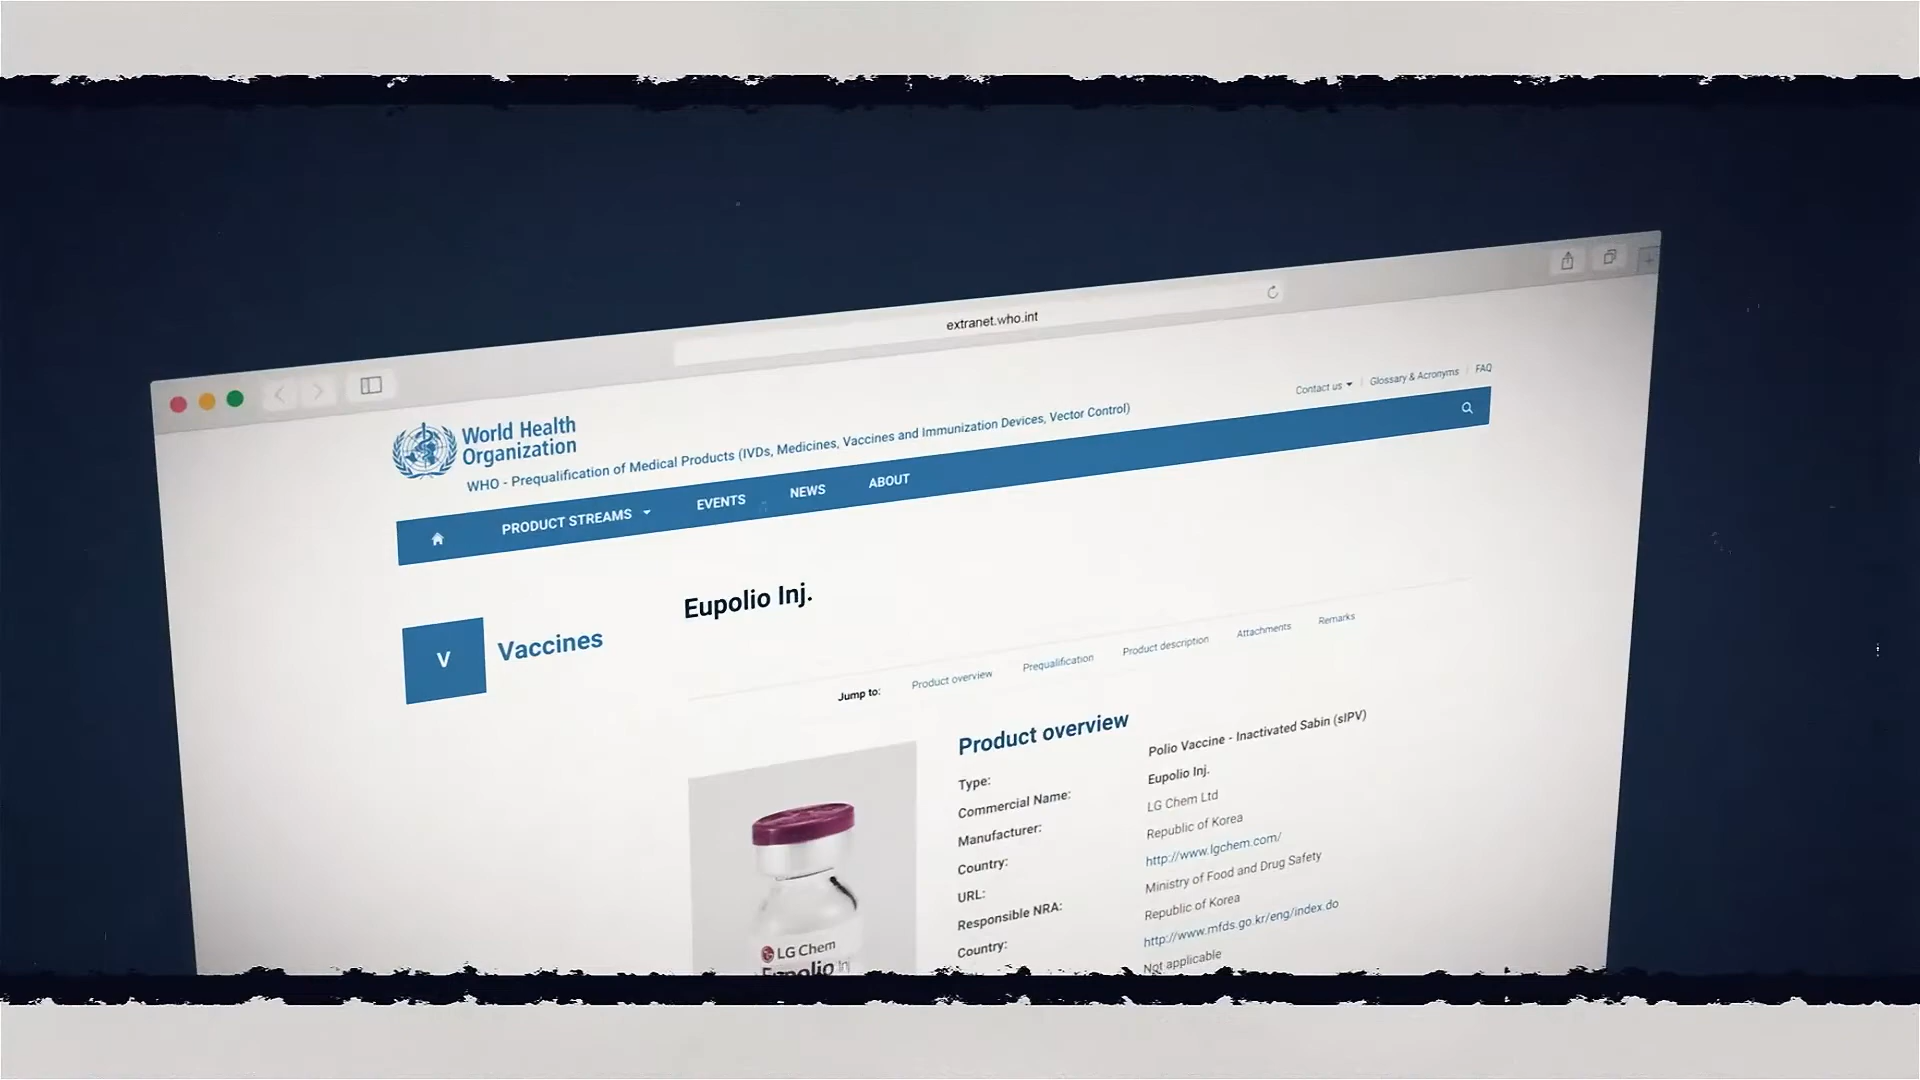 extranet.who.int
Contact us
Glossary & Acronyms
FAQ
World Health
Organization
WHO - Prequalification of Medical Products (IVDs, Medicines, Vaccines and Immunization Devices, Vector Control)
PRODUCT STREAMS
EVENTS
NEWS
ABOUT
V
Vaccines
Eupolio Inj.
Jump to:
Product overview
Prequalification
Product description
Attachments
Remarks
Product overview
Type:
Polio Vaccine - Inactivated Sabin (sIPV)
Commercial Name:
Eupolio Inj.
Manufacturer:
LG Chem Ltd
Country:
Republic of Korea
URL:
http://www.lgchem.com/
Responsible NRA:
Ministry of Food and Drug Safety
Country:
Republic of Korea
http://www.mfds.go.kr/eng/index.do
Not applicable
LG Chem
Eupolio Inj